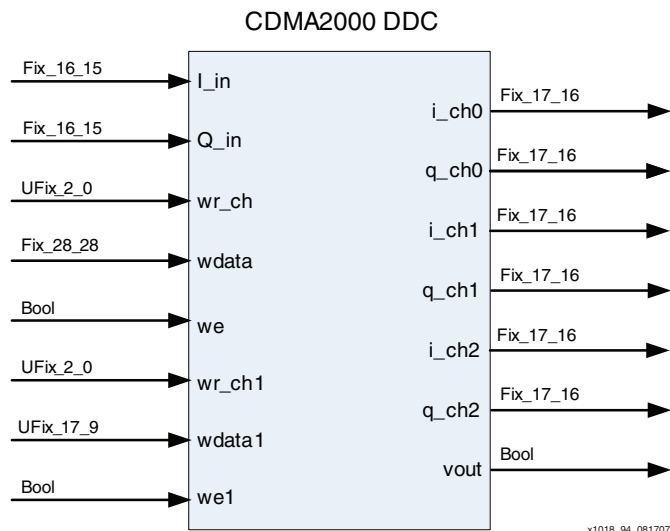 CDMA2000 DDC
Fix_16_15
I_in
Fix_16_15
Q_in
UFix_2_0
wr_ch
Fix_28_28
wdata
Bool
we
UFix_2_0
wr_ch1
UFix_17_9
wdata1
Bool
we1
i_ch0
Fix_17_16
q_ch0
Fix_17_16
i_ch1
Fix_17_16
q_ch1
Fix_17_16
i_ch2
Fix_17_16
q_ch2
Fix_17_16
vout
Bool
x1018_94_081707